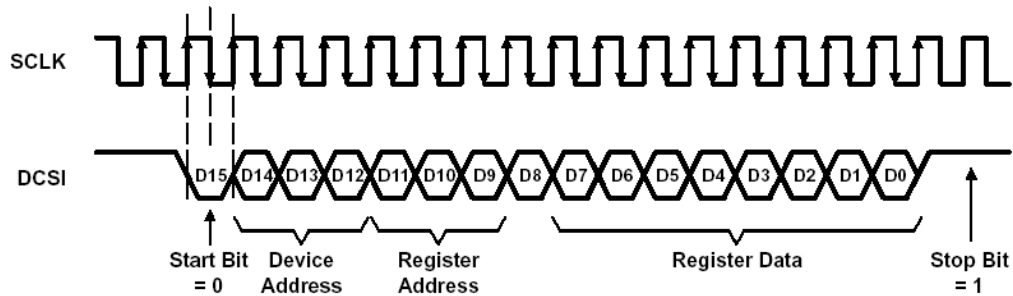 SCLK
DCSI
D15 D14 D13 D12 D11 D10 D9 D8 D7 D6 D5 D4 D3 D2 D1 D0
Start Bit
= 0
Device
Address
Register
Address
Register Data
Stop Bit
= 1